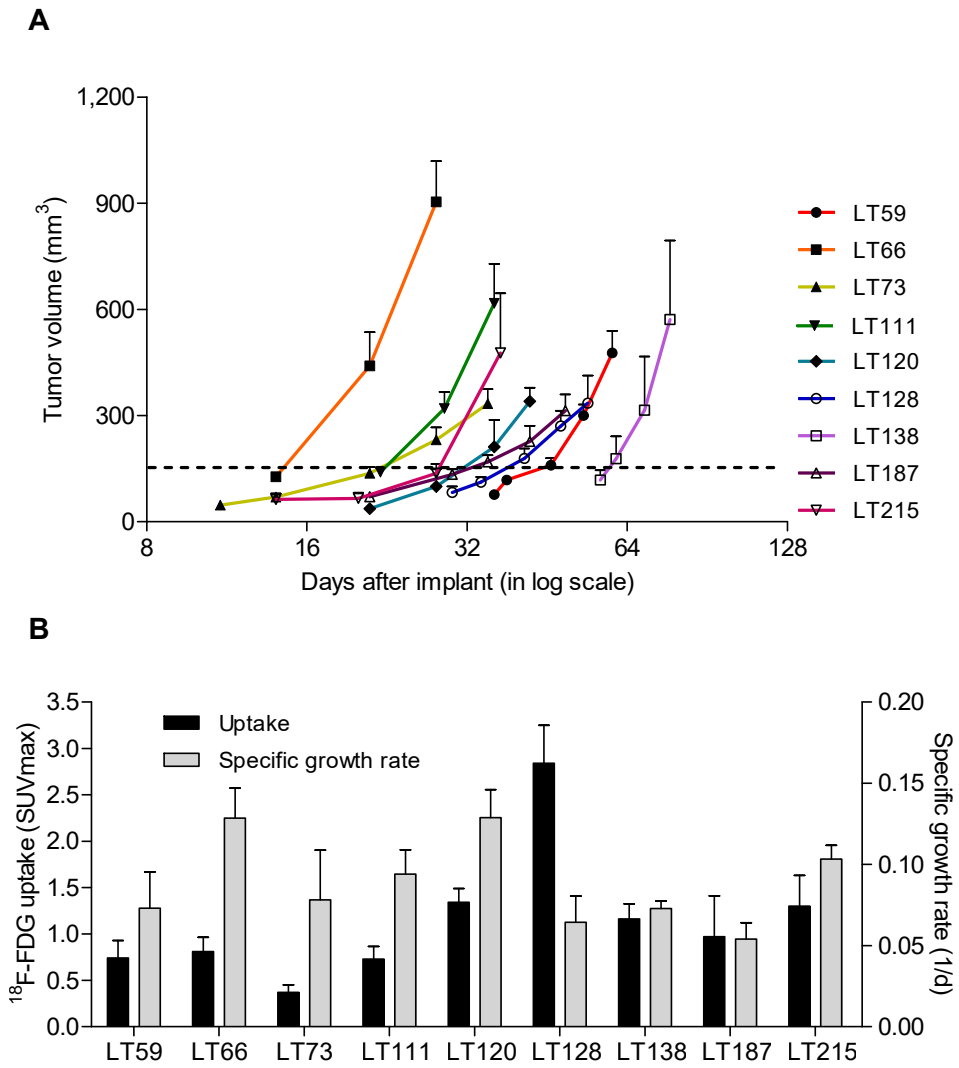 A
1,200
900
600
300
0
Tumor volume (mm³)
8 16 32 64 128
Days after implant (in log scale)
LT59
LT66
LT73
LT111
LT120
LT128
LT138
LT187
LT215
B
3.5
3.0
2.5
2.0
1.5
1.0
0.5
0.0
¹⁸F-FDG uptake (SUVmax)
Uptake
Specific growth rate
0.20
0.15
0.10
0.05
0.00
Specific growth rate (1/d)
LT59 LT66 LT73 LT111 LT120 LT128 LT138 LT187 LT215